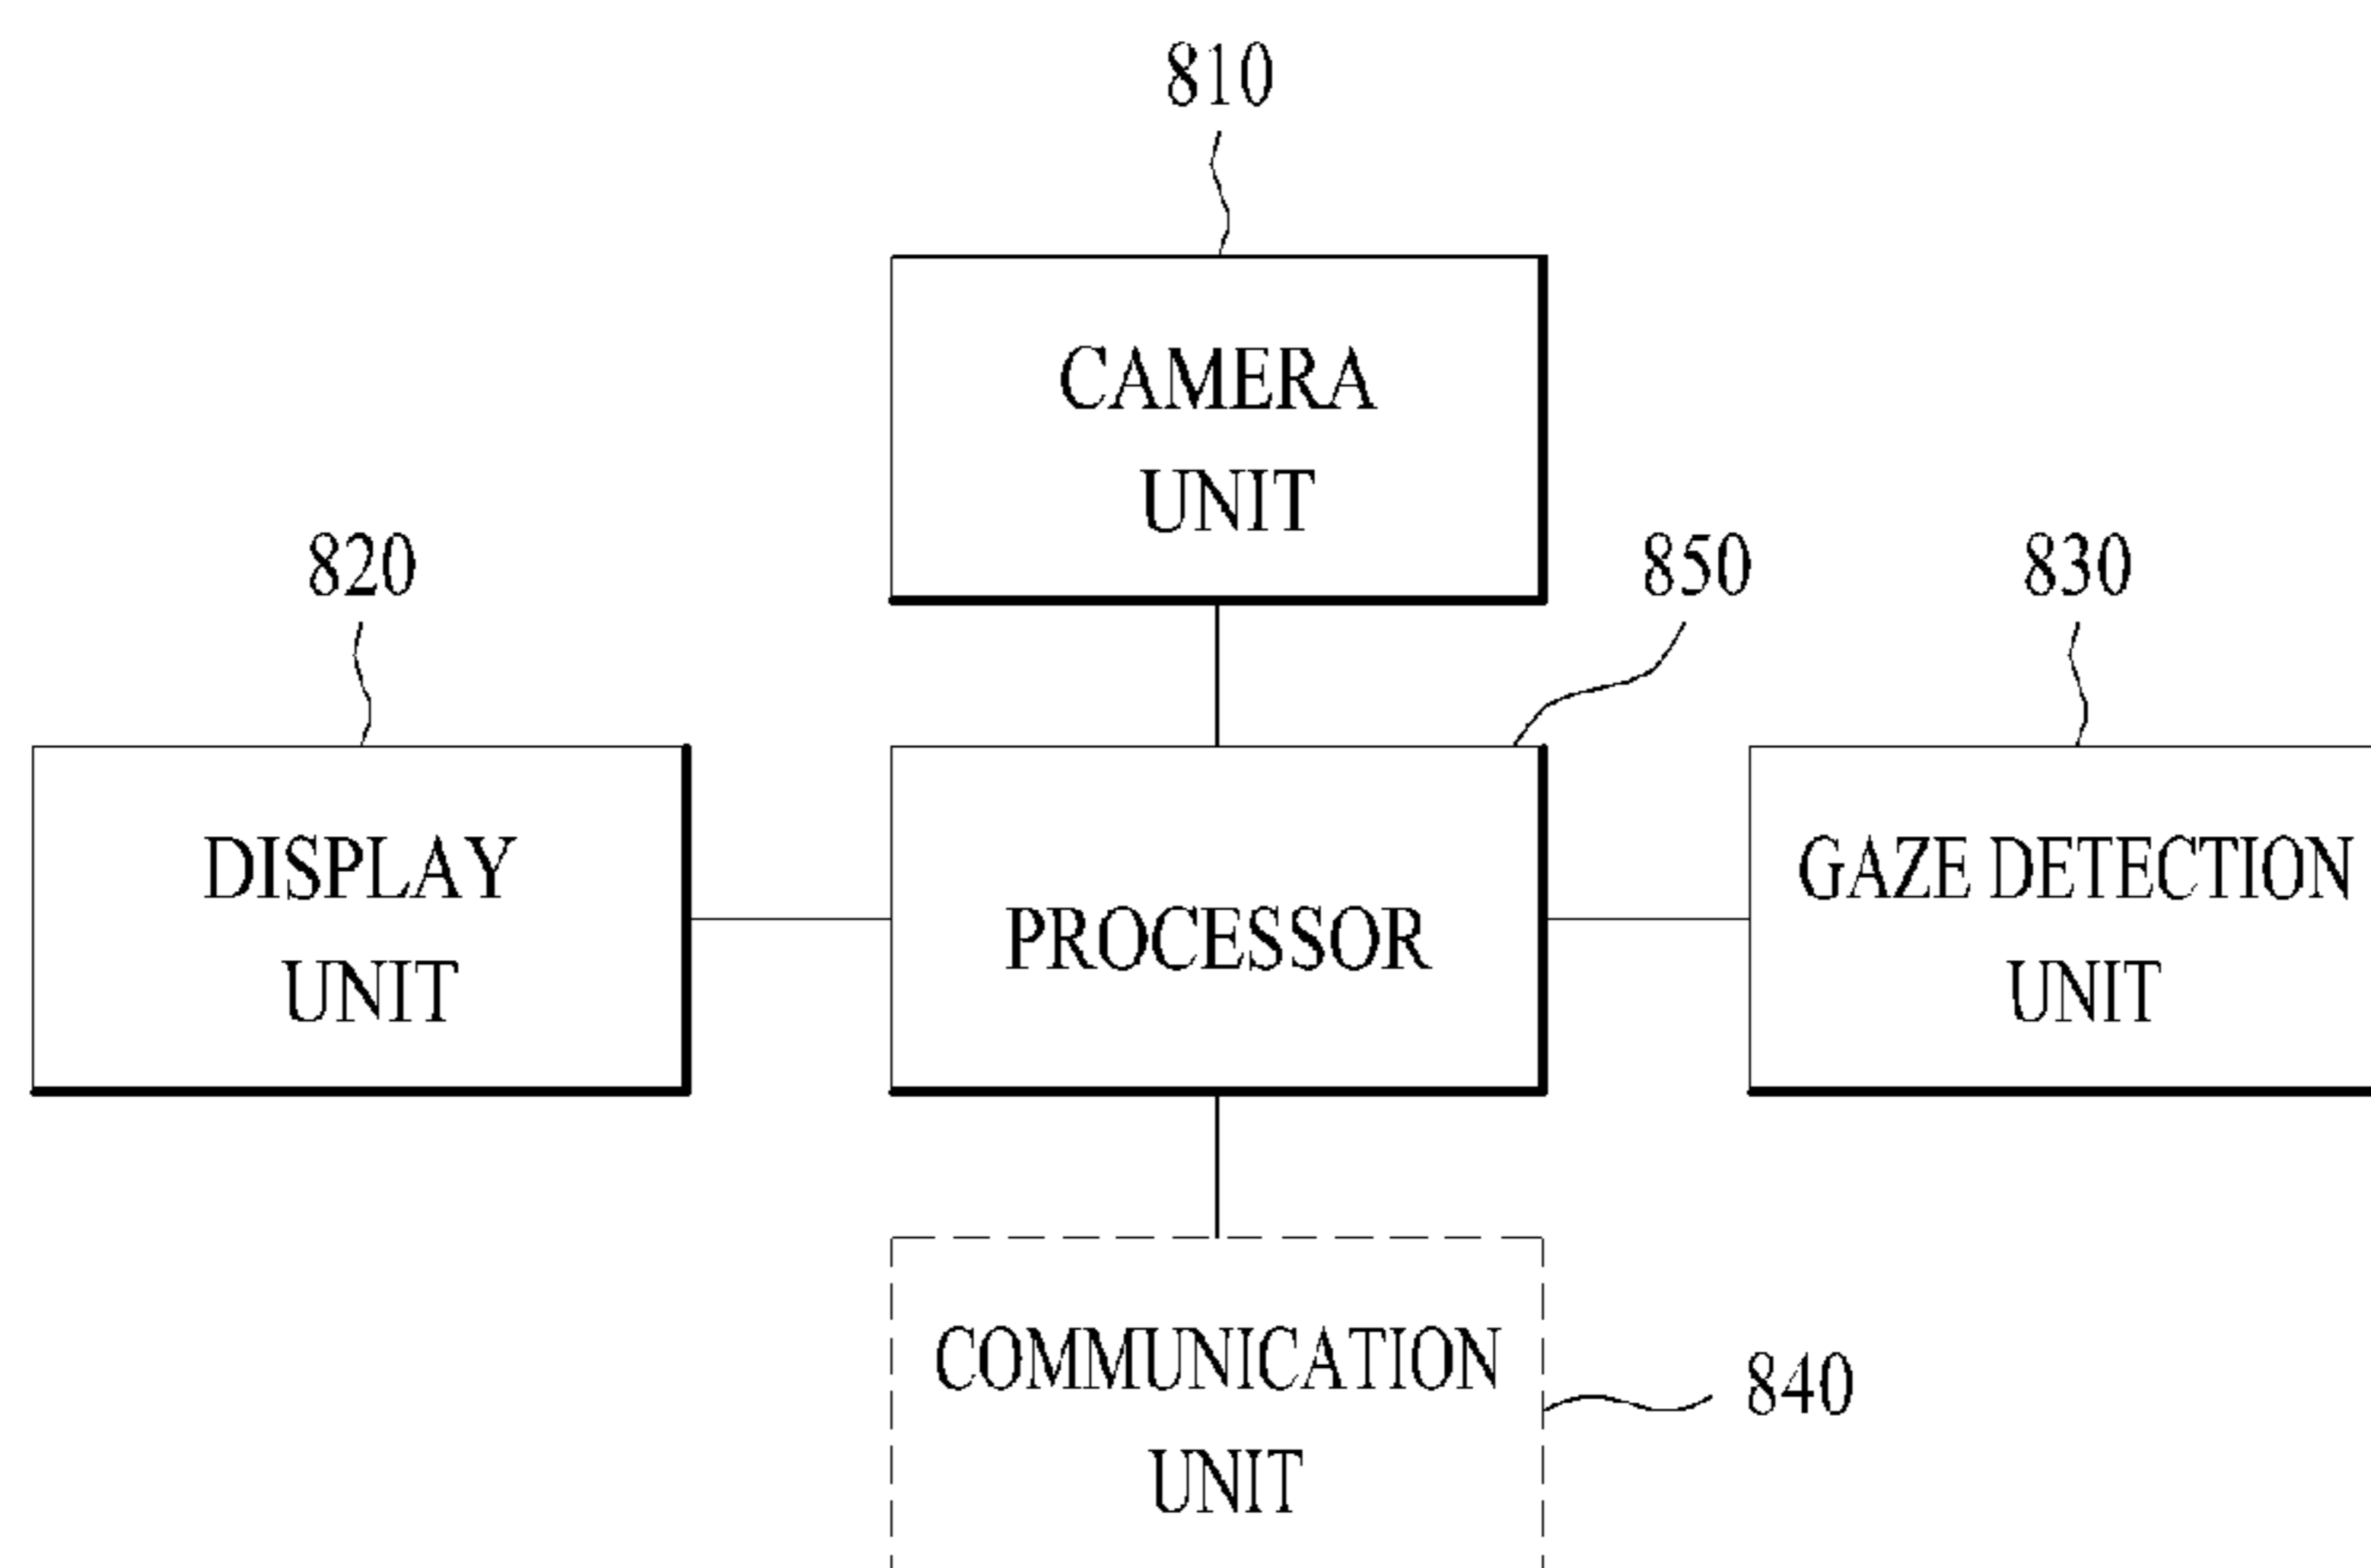 810
CAMERA
UNIT
820
850
830
DISPLAY
UNIT
PROCESSOR
GAZE DETECTION
UNIT
COMMUNICATION
UNIT
840